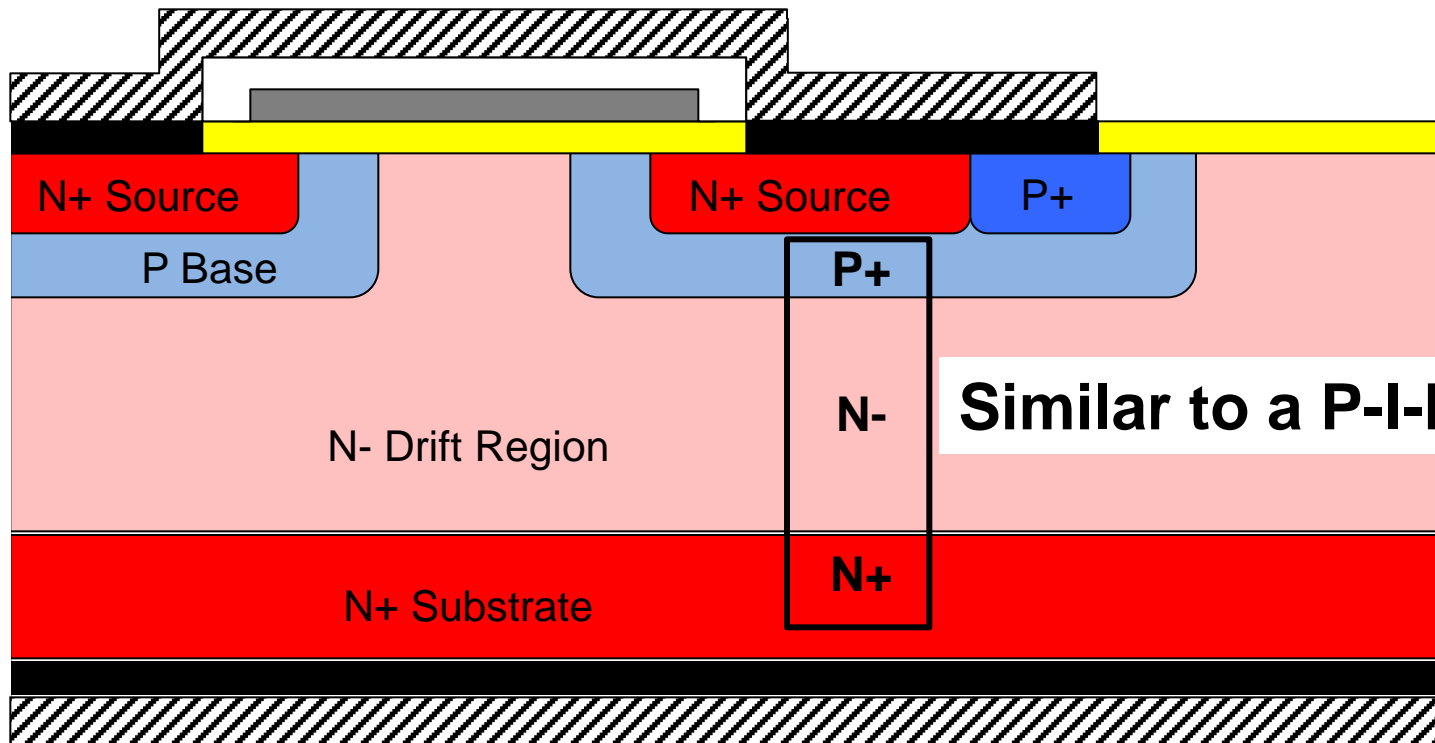 N+ Source
N+ Source
P+
P Base
P+
N-
Similar to a P-I-
N- Drift Region
N+
N+ Substrate